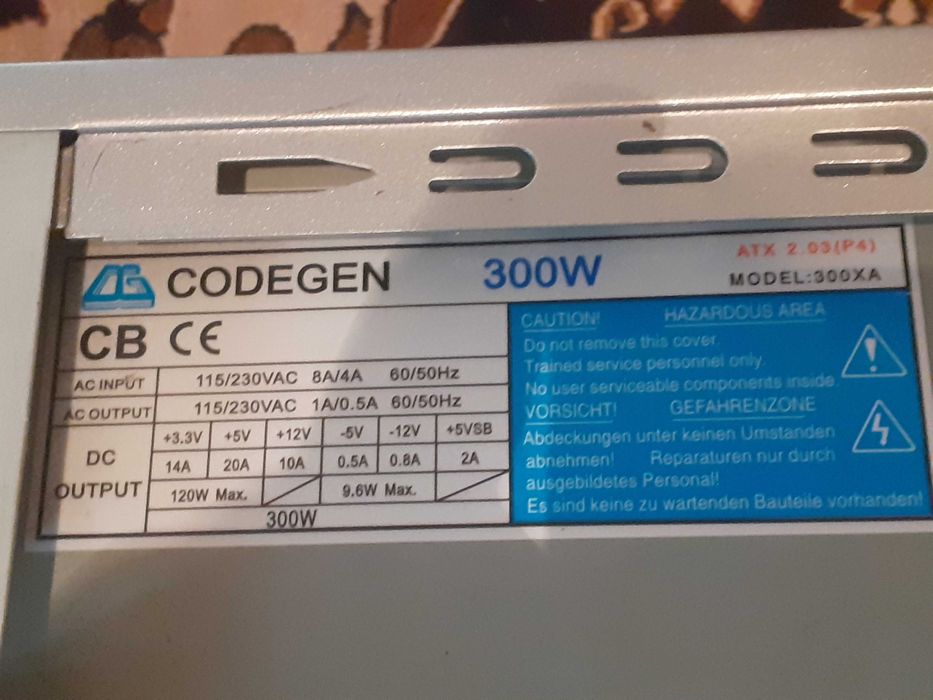 CODEGEN 300W
ATX 2.03(P4)
MODEL:300XA
CB CE
AC INPUT 115/230VAC 8A/4A 60/50Hz
AC OUTPUT 115/230VAC 1A/0.5A 60/50Hz
DC OUTPUT
+3.3V +5V +12V -5V -12V +5VSB
14A 20A 10A 0.5A 0.8A 2A
120W Max. 9.6W Max.
300W
CAUTION! HAZARDOUS AREA
Do not remove this cover.
Trained service personnel only.
No user serviceable components inside.
VORSICHT! GEFAHRENZONE
Abdeckungen unter keinen Umstanden
abnehmen! Reparaturen nur durch
ausgebildetes Personal!
Es sind keine zu wartenden Bauteile vorhanden!